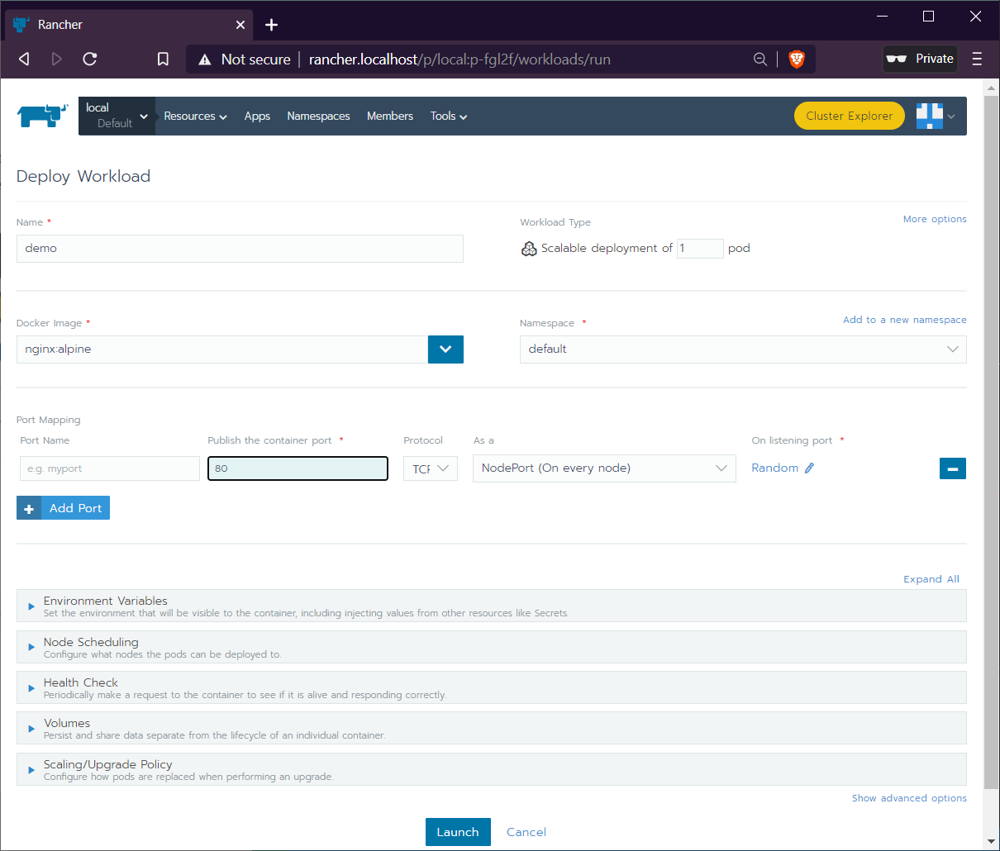 Rancher
Not secure rancher.localhost/p/local:p-fgl2f/workloads/run Private
local
Default
Resources Apps Namespaces Members Tools Cluster Explorer
Deploy Workload
Name * Workload Type More options
demo Scalable deployment of 1 pod
Docker Image * Namespace * Add to a new namespace
nginx:alpine default
Port Mapping
Port Name Publish the container port * Protocol As a On listening port *
e.g. myport 80 TCP NodePort (On every node) Random
+ Add Port
Expand All
Environment Variables
Set the environment that will be visible to the container, including injecting values from other resources like Secrets.
Node Scheduling
Configure what nodes the pods can be deployed to.
Health Check
Periodically make a request to the container to see if it is alive and responding correctly.
Volumes
Persist and share data separate from the lifecycle of an individual container.
Scaling/Upgrade Policy
Configure how pods are replaced when performing an upgrade.
Show advanced options
Launch Cancel